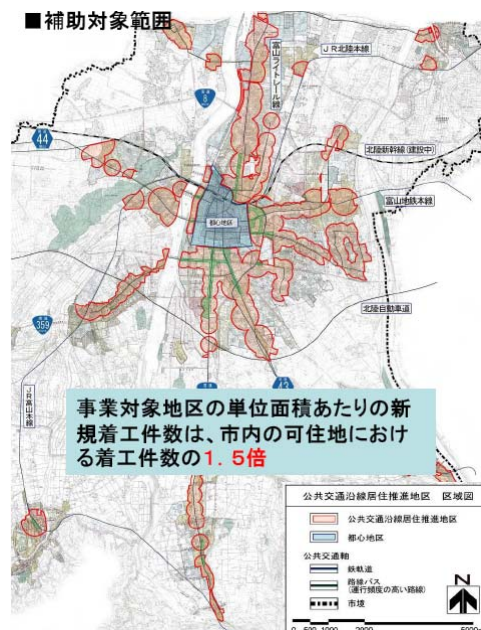 ■補助対象範囲
JR北陸本線
富山ライトレール線
8
44
北陸新幹線(建設中)
富山地鉄本線
都心地区
北陸自動車道
359
JR高山本線
事業対象地区の単位面積あたりの新
規着工件数は、市内の可住地におけ
る着工件数の1.5倍
公共交通沿線居住推進地区 区域図
公共交通沿線居住推進地区
都心地区
公共交通軸
鉄軌道
路線バス
(運行頻度の高い路線)
市境
N